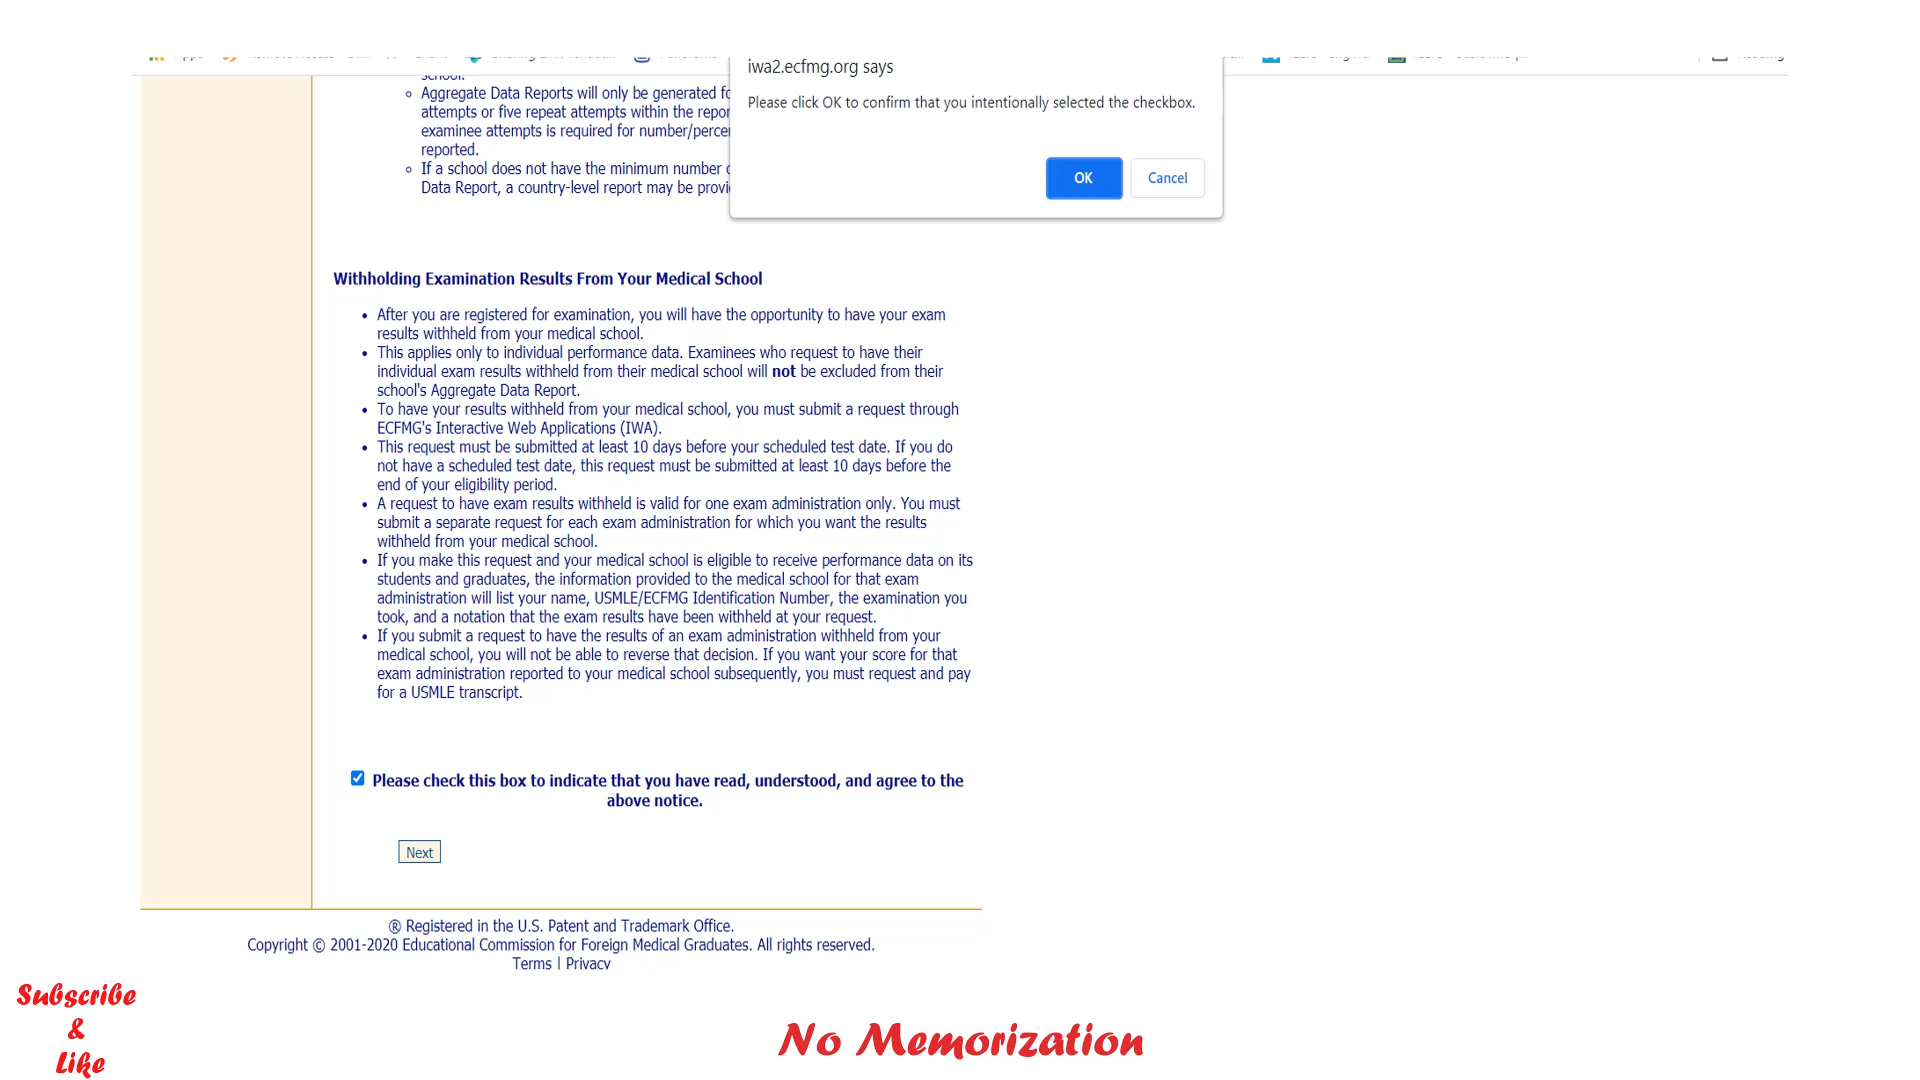 iwa2.ecfmg.org says
Please click OK to confirm that you intentionally selected the checkbox.
OK
Cancel
school.
Aggregate Data Reports will only be generated fo
attempts or five repeat attempts within the repor
examinee attempts is required for number/percer
reported.
If a school does not have the minimum number o
Data Report, a country-level report may be provi
Withholding Examination Results From Your Medical School
After you are registered for examination, you will have the opportunity to have your exam
results withheld from your medical school.
This applies only to individual performance data. Examinees who request to have their
individual exam results withheld from their medical school will not be excluded from their
school's Aggregate Data Report.
To have your results withheld from your medical school, you must submit a request through
ECFMG's Interactive Web Applications (IWA).
This request must be submitted at least 10 days before your scheduled test date. If you do
not have a scheduled test date, this request must be submitted at least 10 days before the
end of your eligibility period.
A request to have exam results withheld is valid for one exam administration only. You must
submit a separate request for each exam administration for which you want the results
withheld from your medical school.
If you make this request and your medical school is eligible to receive performance data on its
students and graduates, the information provided to the medical school for that exam
administration will list your name, USMLE/ECFMG Identification Number, the examination you
took, and a notation that the exam results have been withheld at your request.
If you submit a request to have the results of an exam administration withheld from your
medical school, you will not be able to reverse that decision. If you want your score for that
exam administration reported to your medical school subsequently, you must request and pay
for a USMLE transcript.
Please check this box to indicate that you have read, understood, and agree to the
above notice.
Next
® Registered in the U.S. Patent and Trademark Office.
Copyright © 2001-2020 Educational Commission for Foreign Medical Graduates. All rights reserved.
Terms | Privacy
Subscribe
&
Like
No Memorization